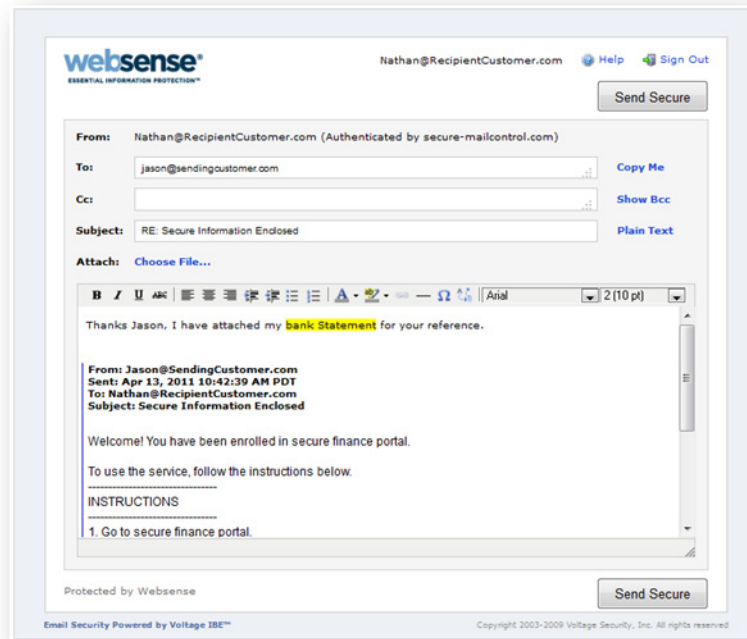 websense®
ESSENTIAL INFORMATION PROTECTION™
Nathan@RecipientCustomer.com Help Sign Out
Send Secure
From: Nathan@RecipientCustomer.com (Authenticated by secure-mailcontrol.com)
To: jason@sendingcustomer.com Copy Me
Cc: Show Bcc
Subject: RE: Secure Information Enclosed Plain Text
Attach: Choose File...
B I U ABC A ab Ω Arial 2 (10 pt)
Thanks Jason, I have attached my bank Statement for your reference.
From: Jason@SendingCustomer.com
Sent: Apr 13, 2011 10:42:39 AM PDT
To: Nathan@RecipientCustomer.com
Subject: Secure Information Enclosed
Welcome! You have been enrolled in secure finance portal.
To use the service, follow the instructions below.
--------------------------------
INSTRUCTIONS
--------------------------------
1. Go to secure finance portal.
Protected by Websense
Send Secure
Email Security Powered by Voltage IBE™
Copyright 2003-2009 Voltage Security, Inc. All rights reserved